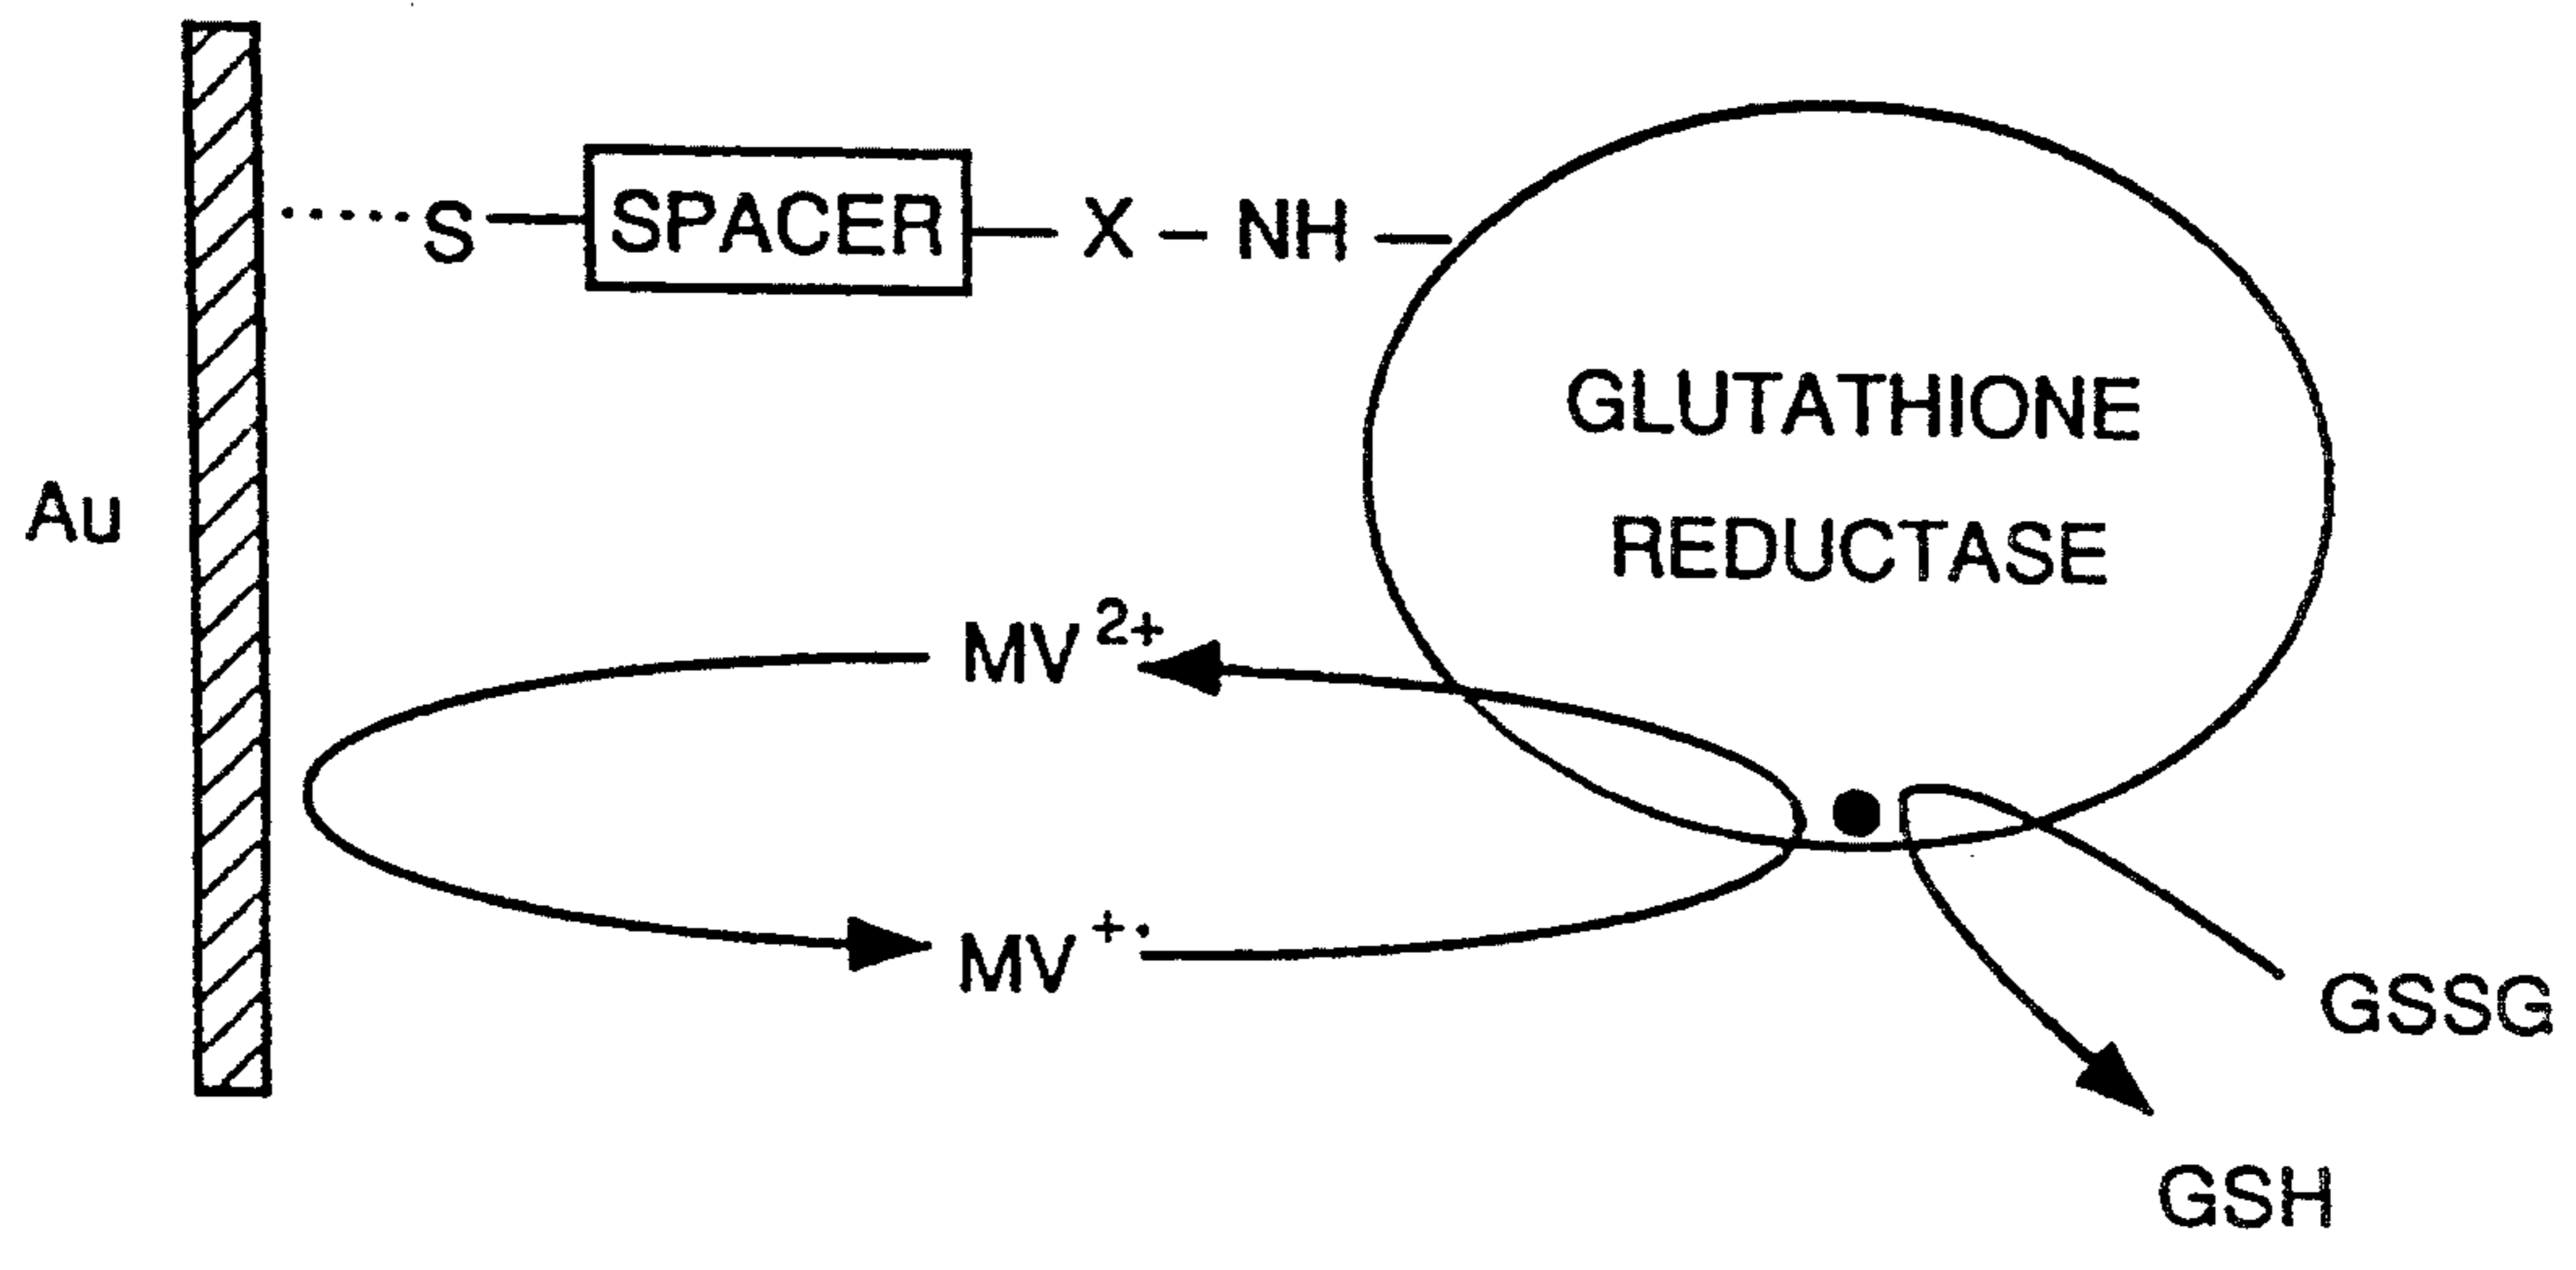 S — SPACER — X – NH —
GLUTATHIONE
REDUCTASE
Au
MV²⁺
MV⁺·
GSSG
GSH